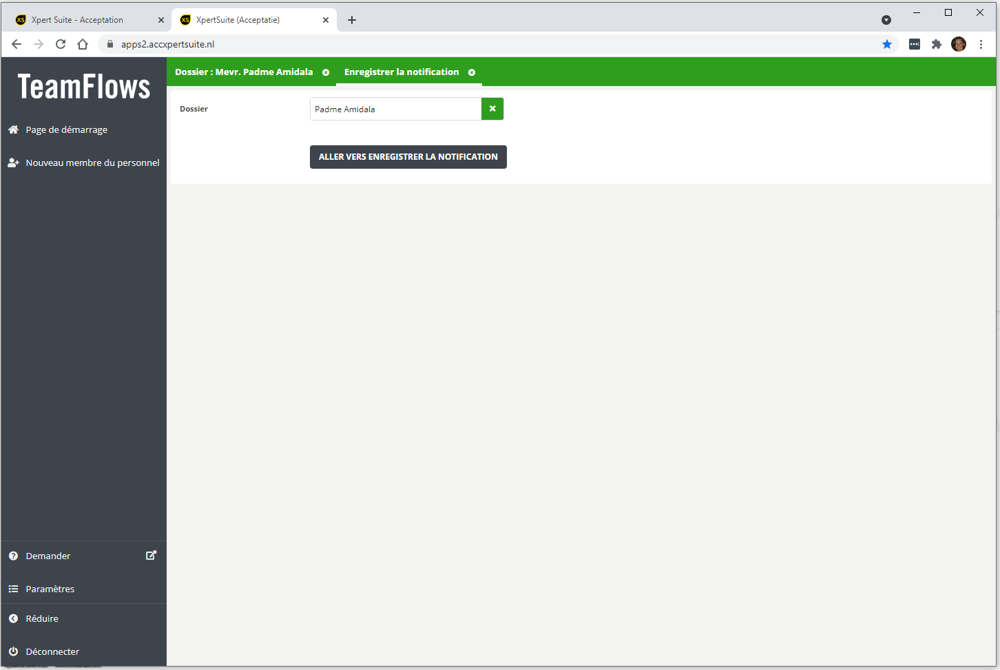 Xpert Suite - Acceptation
XpertSuite (Acceptatie)
apps2.accxpertsuite.nl
TeamFlows
Dossier : Mevr. Padme Amidala
Enregistrer la notification
Dossier
Padme Amidala
ALLER VERS ENREGISTRER LA NOTIFICATION
Page de démarrage
Nouveau membre du personnel
Demander
Paramètres
Réduire
Déconnecter